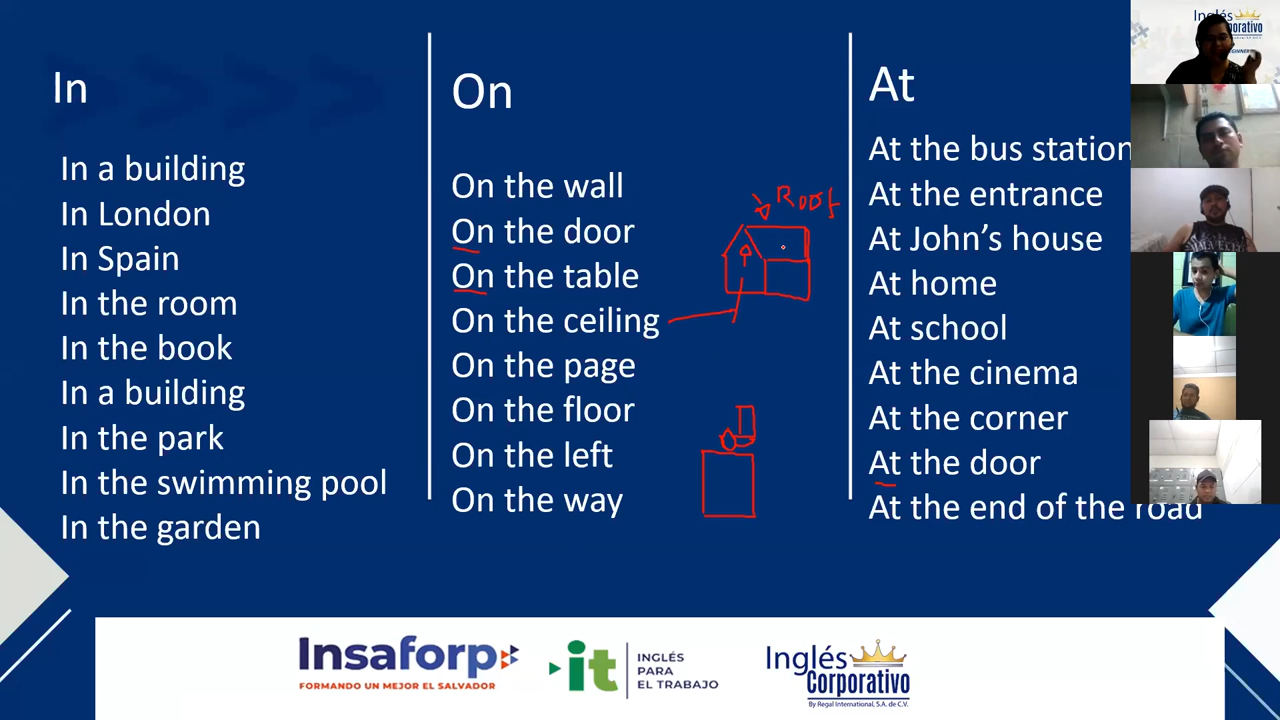 In
In a building
In London
In Spain
In the room
In the book
In a building
In the park
In the swimming pool
In the garden
On
On the wall
On the door
On the table
On the ceiling
On the page
On the floor
On the left
On the way
Roof
At
At the bus station
At the entrance
At John’s house
At home
At school
At the cinema
At the corner
At the door
At the end of the road
Inglés
Insaforp
FORMANDO UN MEJOR EL SALVADOR
it
INGLÉS
PARA
EL TRABAJO
Inglés
Corporativo
By Regal International, S.A. de C.V.